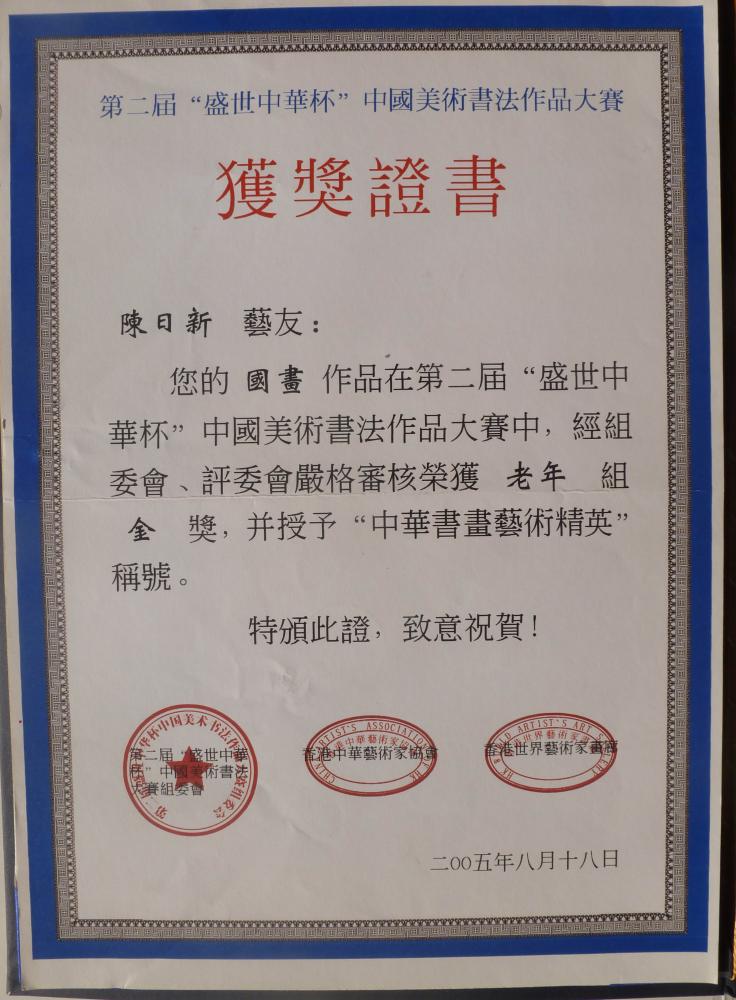 第二届“盛世中華杯”中國美術書法作品大賽
獲獎證書
陳日新 藝友：
您的 國畫 作品在第二届“盛世中
華杯”中國美術書法作品大賽中，經組
委會、評委會嚴格審核榮獲 老年 組
金 獎，并授予“中華書畫藝術精英”
稱號。
特頒此證，致意祝賀！
第二届“盛世中華
杯”中國美術書法
大賽組委會
香港中華藝術家協會
香港世界藝術家畫廊
二00五年八月十八日